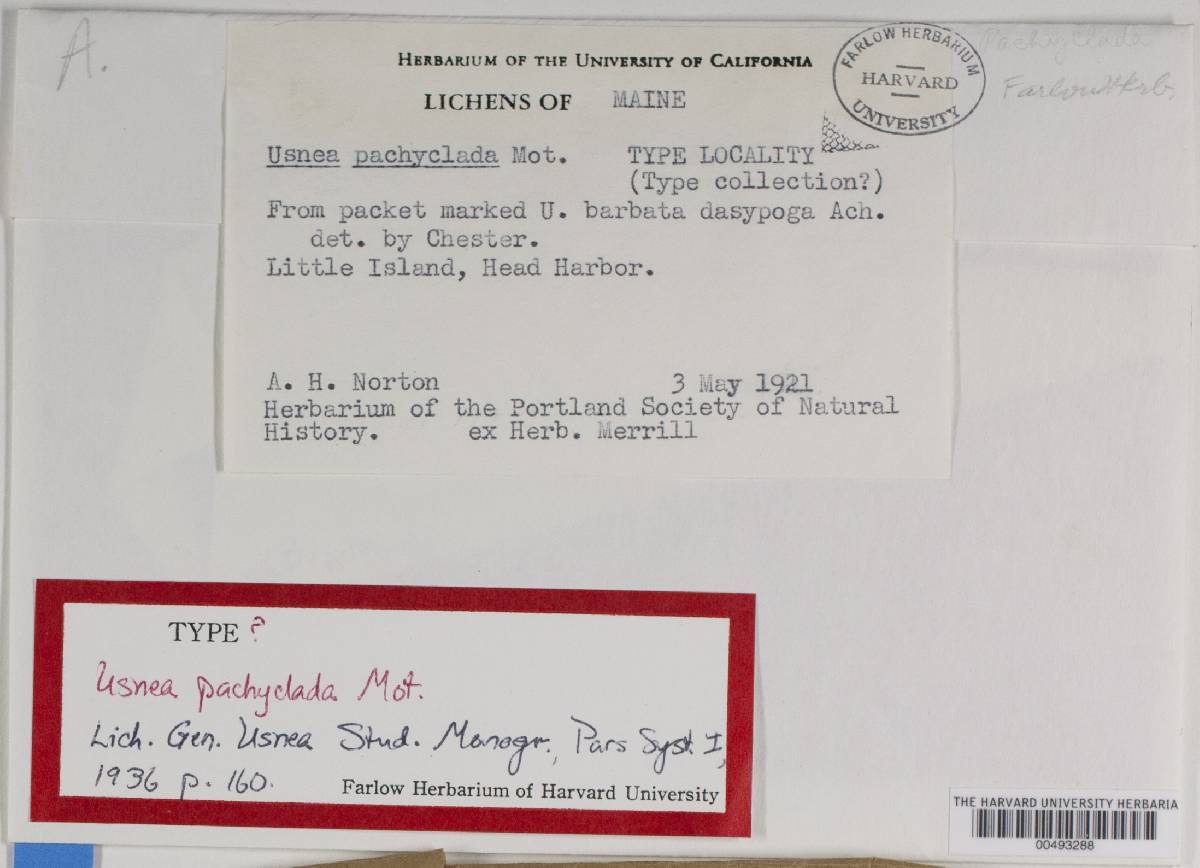 A.
HERBARIUM OF THE UNIVERSITY OF CALIFORNIA
LICHENS OF MAINE
FARLOW HERBARIUM
HARVARD
UNIVERSITY
Pachyclada
Farlow Herb.
Usnea pachyclada Mot. TYPE LOCALITY
(Type collection?)
From packet marked U. barbata dasypoga Ach.
det. by Chester.
Little Island, Head Harbor.
A. H. Norton 3 May 1921
Herbarium of the Portland Society of Natural
History. ex Herb. Merrill
TYPE ?
Usnea pachyclada Mot.
Lich. Gen. Usnea Stud. Monogr., Pars Syst. I,
1936 p. 160.
Farlow Herbarium of Harvard University
THE HARVARD UNIVERSITY HERBARIA
00493288